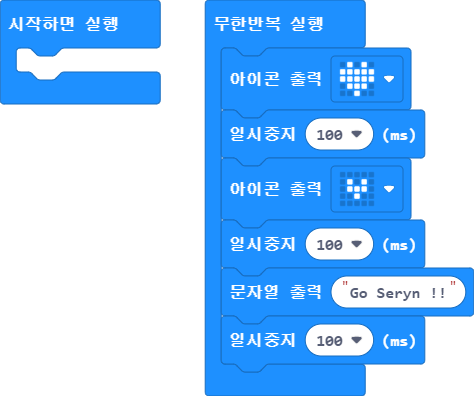 시작하면 실행
무한반복 실행
아이콘 출력
일시중지 100 (ms)
아이콘 출력
일시중지 100 (ms)
문자열 출력 "Go Seryn !!"
일시중지 100 (ms)